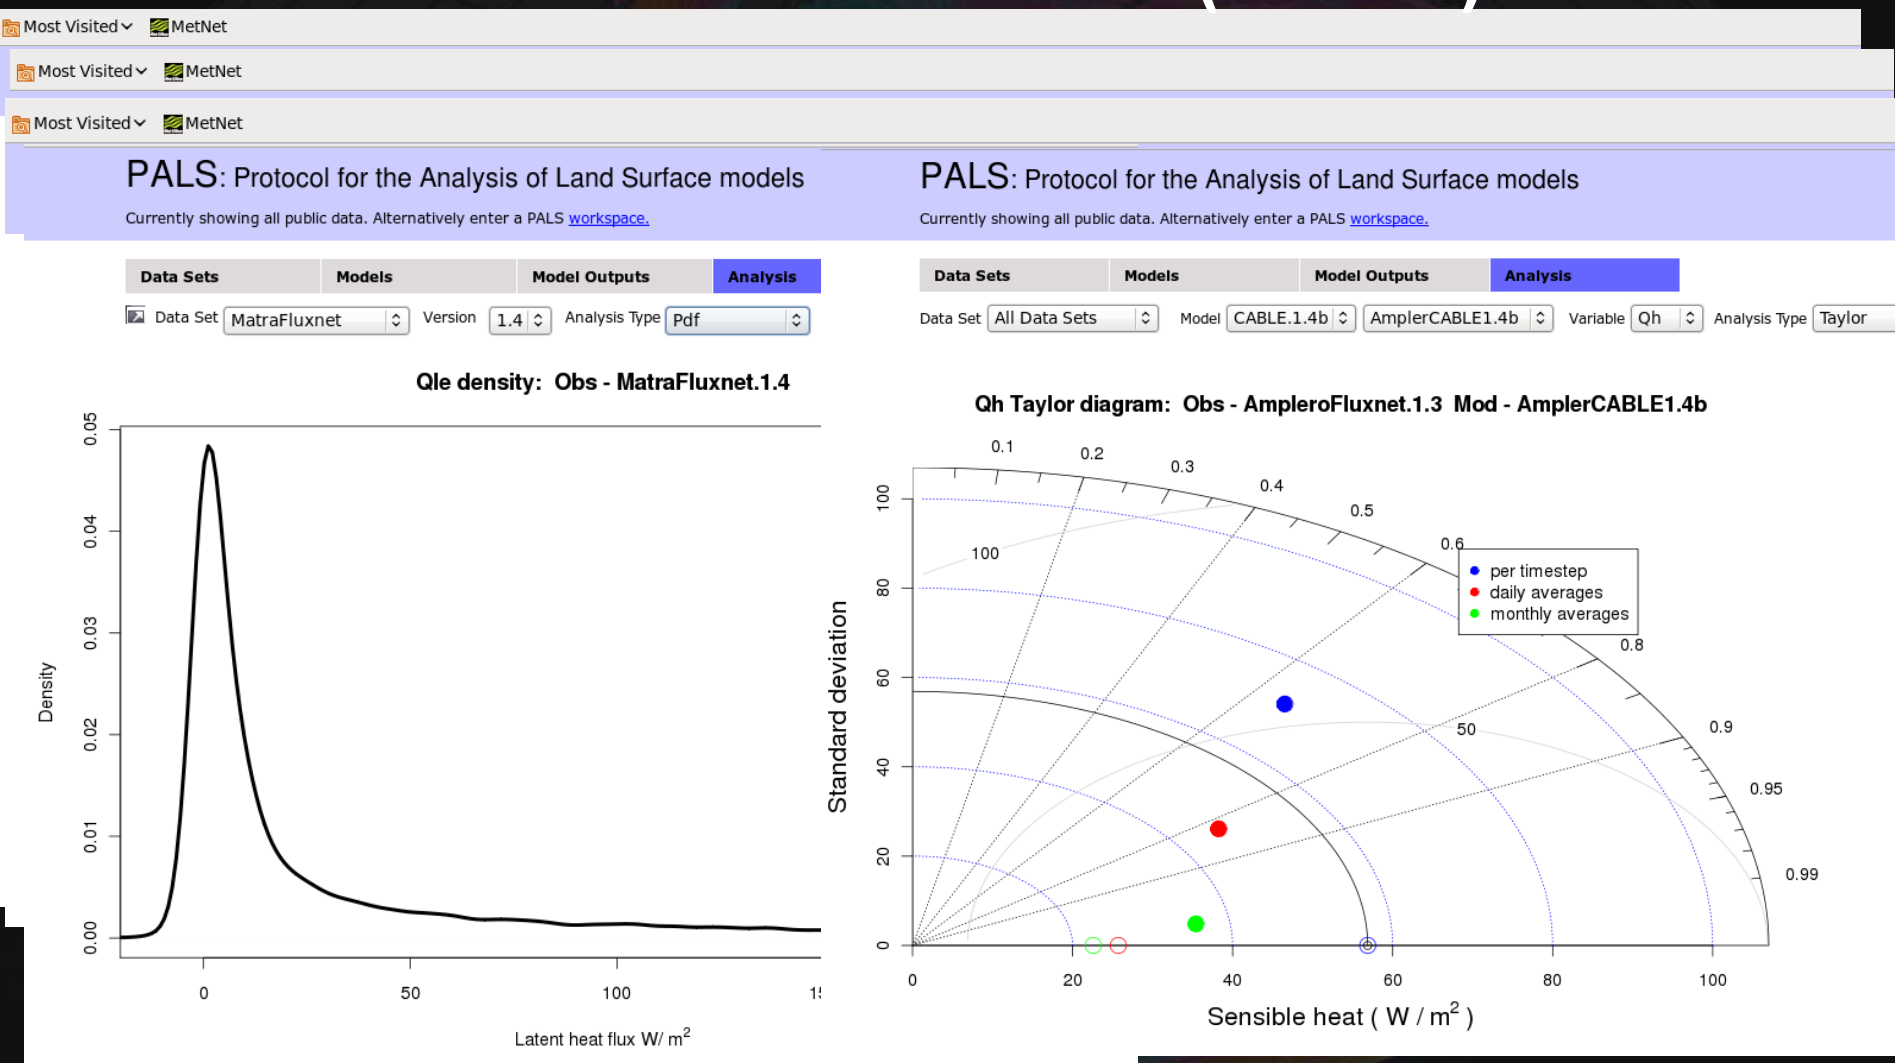 Most Visited MetNet
Most Visited MetNet
Most Visited MetNet
PALS: Protocol for the Analysis of Land Surface models
Currently showing all public data. Alternatively enter a PALS workspace.
Data Sets Models Model Outputs Analysis
Data Set MatraFluxnet Version 1.4 Analysis Type Pdf
Qle density: Obs - MatraFluxnet.1.4
0.05
0.04
0.03
0.02
0.01
0.00
Density
0 50 100
Latent heat flux W/ m²
PALS: Protocol for the Analysis of Land Surface models
Currently showing all public data. Alternatively enter a PALS workspace.
Data Sets Models Model Outputs Analysis
Data Set All Data Sets Model CABLE.1.4b AmplerCABLE1.4b Variable Qh Analysis Type Taylor
Qh Taylor diagram: Obs - AmpleroFluxnet.1.3 Mod - AmplerCABLE1.4b
0.1
0.2
0.3
0.4
0.5
0.6
0.8
0.9
0.95
0.99
per timestep
daily averages
monthly averages
100
50
100
80
60
40
20
0
Standard deviation
0 20 40 60 80 100
Sensible heat ( W / m² )